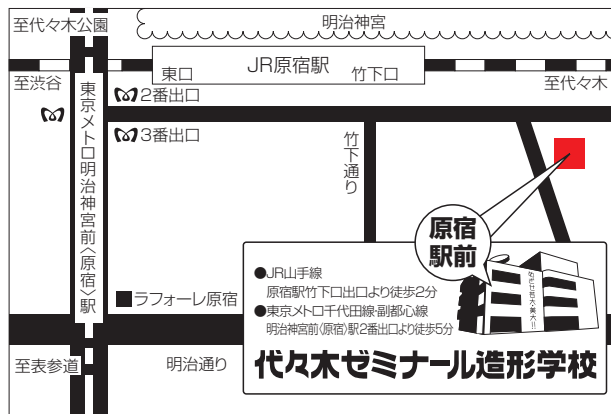 至代々木公園
明治神宮
JR原宿駅
東口
竹下口
至渋谷
至代々木
2番出口
3番出口
東京メトロ明治神宮前〈原宿〉駅
竹下通り
原宿
駅前
●JR山手線
原宿駅竹下口出口より徒歩2分
●東京メトロ千代田線・副都心線
明治神宮前〈原宿〉駅2番出口より徒歩5分
代々木ゼミナール造形学校
ラフォーレ原宿
至表参道
明治通り